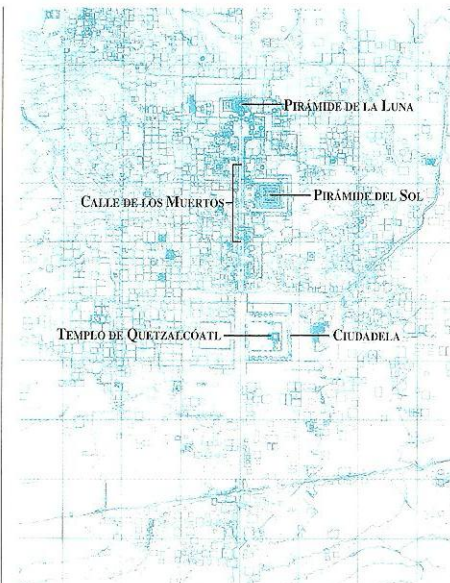 PIRÁMIDE DE LA LUNA
CALLE DE LOS MUERTOS
PIRÁMIDE DEL SOL
TEMPLO DE QUETZALCÓATL
CIUDADELA